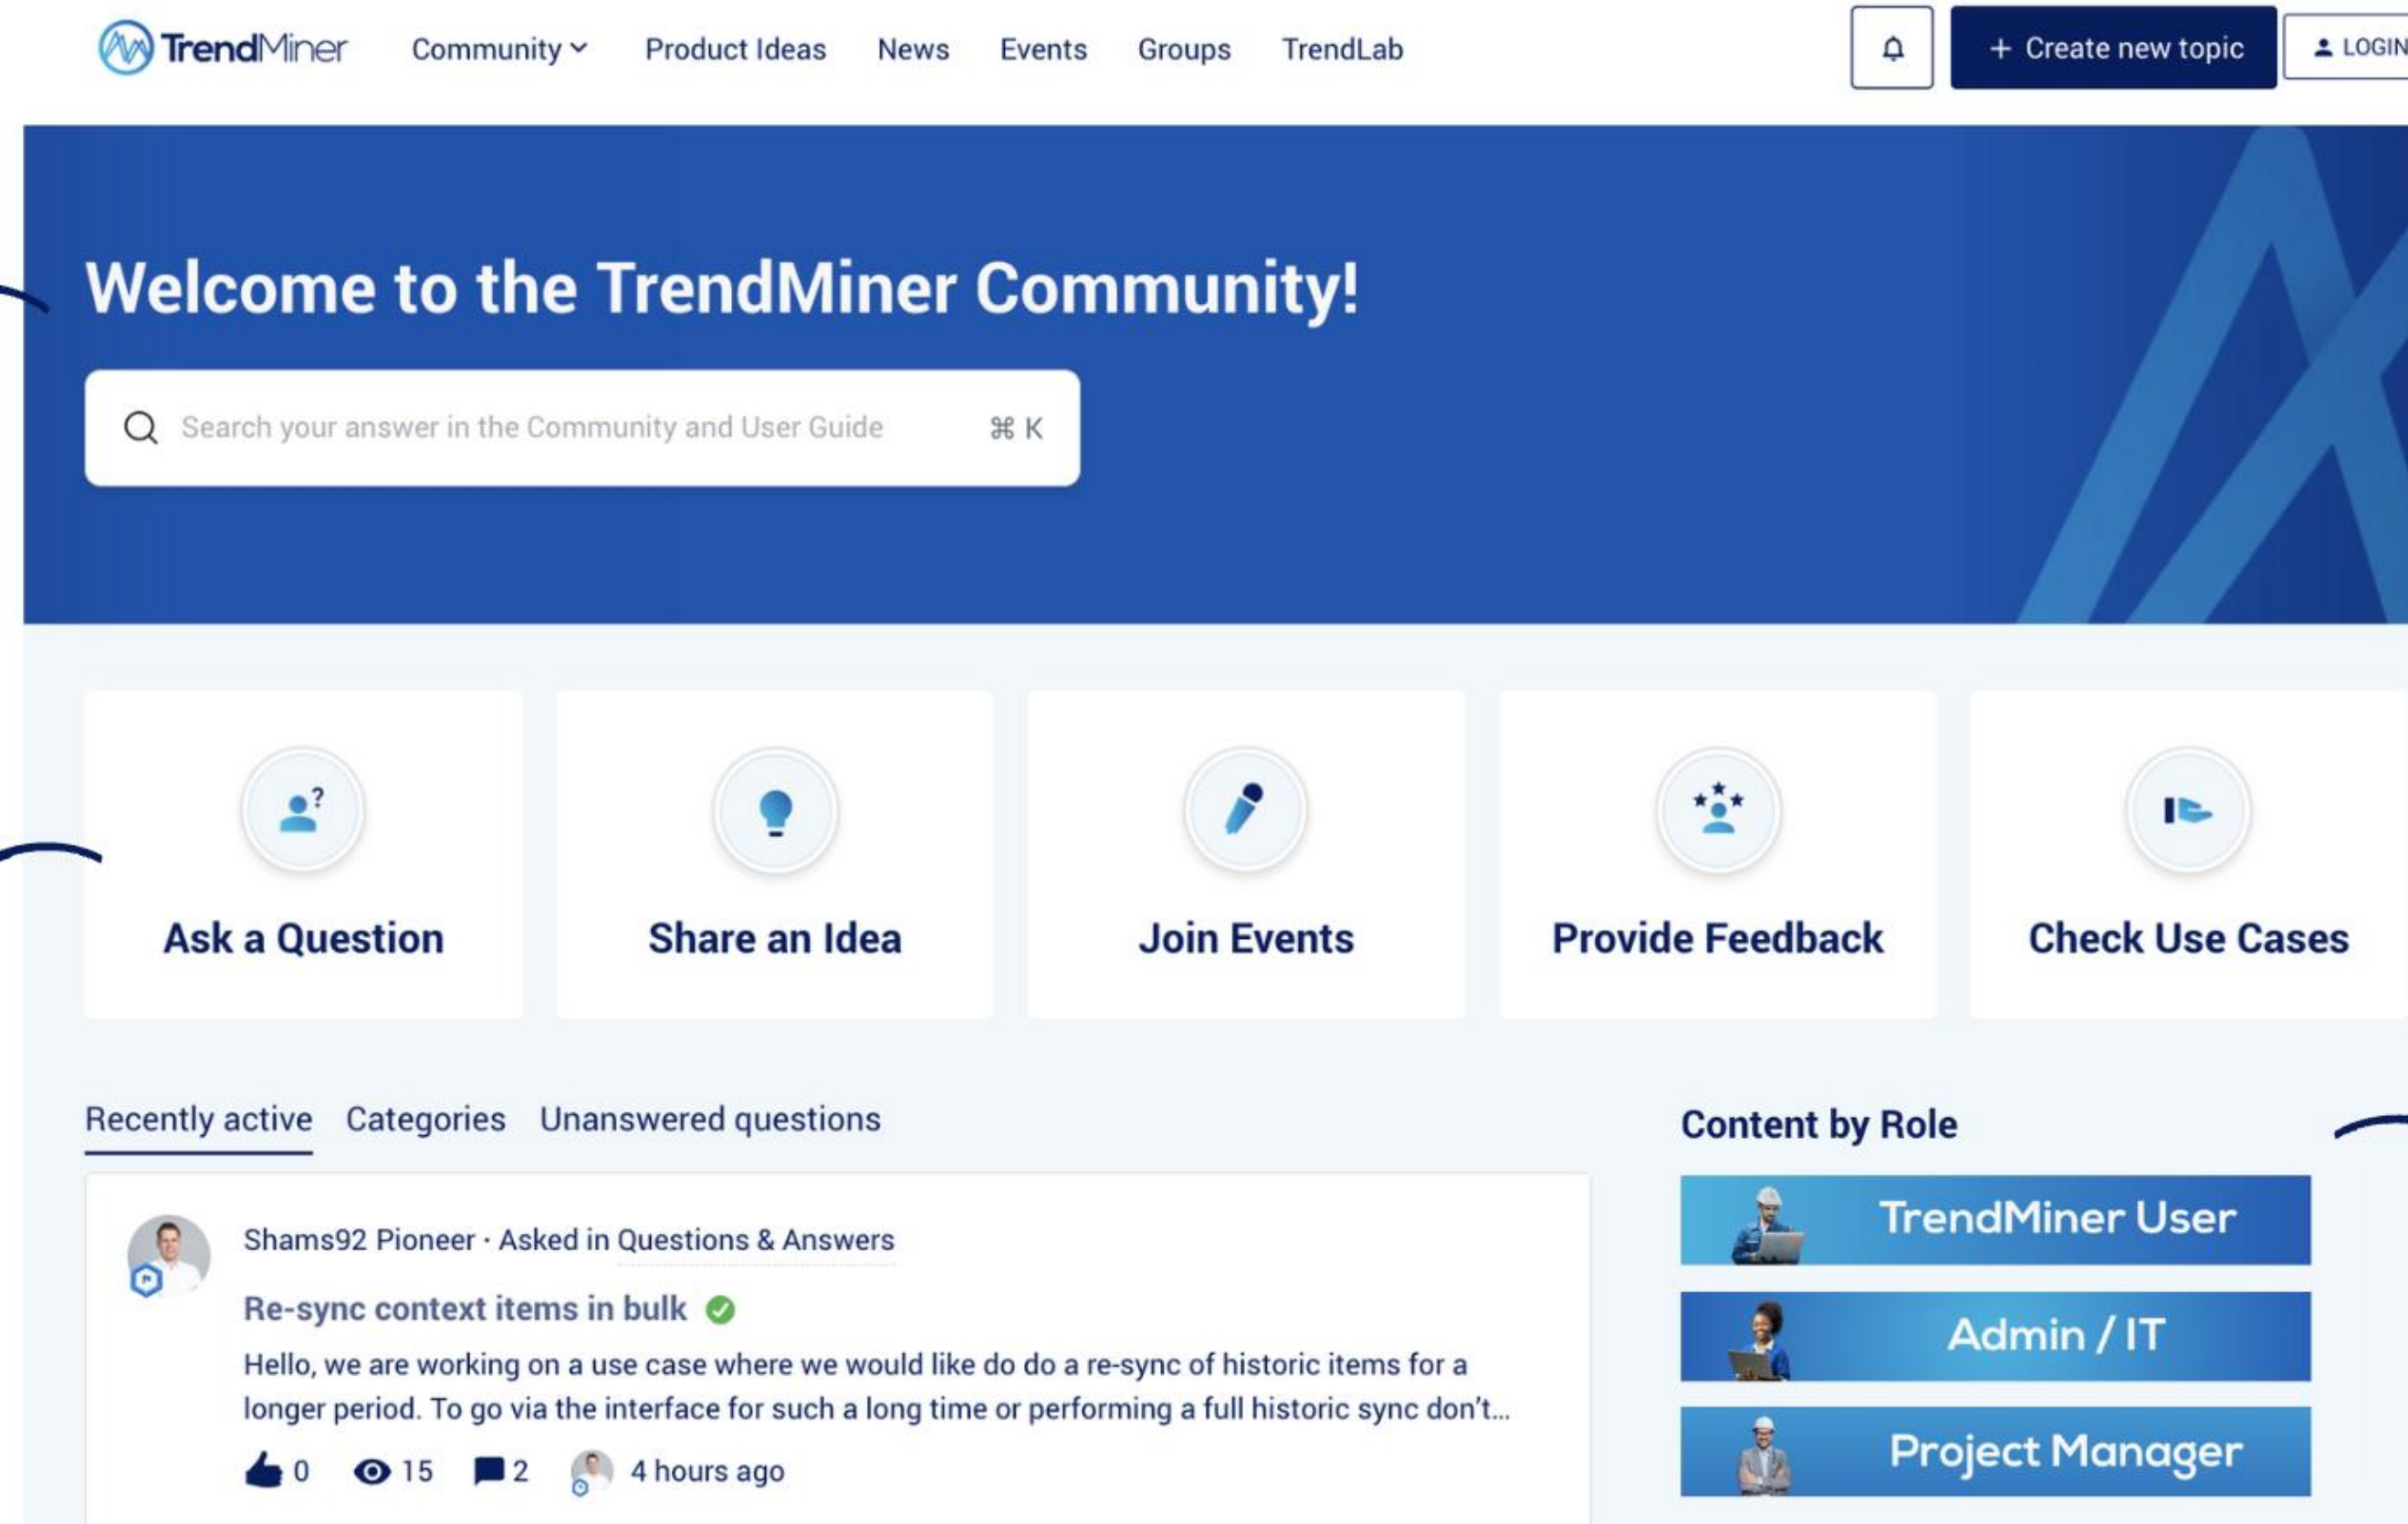 TrendMiner Community Product Ideas News Events Groups TrendLab + Create new topic LOGIN
Welcome to the TrendMiner Community!
Search your answer in the Community and User Guide ⌘ K
?
Ask a Question Share an Idea Join Events Provide Feedback Check Use Cases
Recently active Categories Unanswered questions
Content by Role
Shams92 Pioneer · Asked in Questions & Answers
Re-sync context items in bulk
Hello, we are working on a use case where we would like do do a re-sync of historic items for a
longer period. To go via the interface for such a long time or performing a full historic sync don't...
0 15 2 4 hours ago
TrendMiner User
Admin / IT
Project Manager